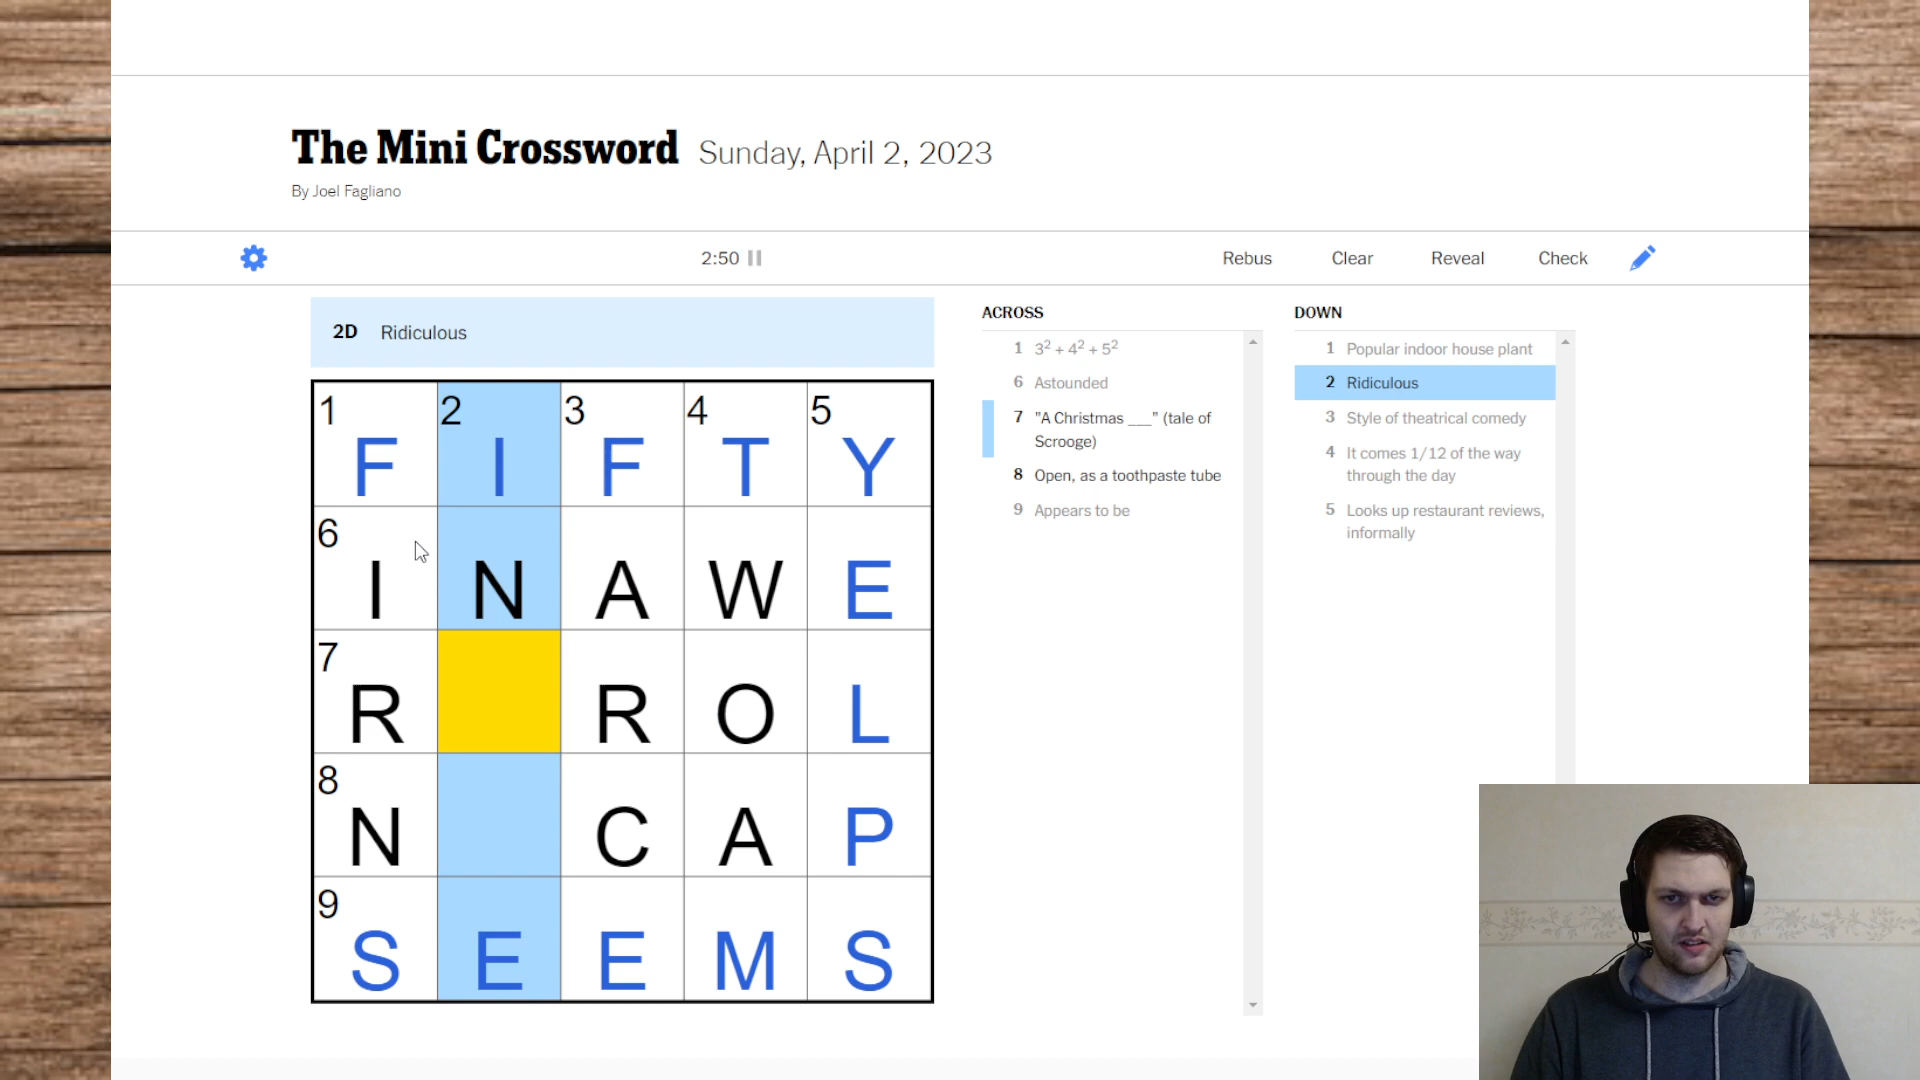 The Mini Crossword Sunday, April 2, 2023
By Joel Fagliano
2:50
Rebus Clear Reveal Check
2D Ridiculous
1 2 3 4 5
F I F T Y
6
I N A W E
7
R R O L
8
N C A P
9
S E E M S
ACROSS
1 3² + 4² + 5²
6 Astounded
7 "A Christmas ___" (tale of
Scrooge)
8 Open, as a toothpaste tube
9 Appears to be
DOWN
1 Popular indoor house plant
2 Ridiculous
3 Style of theatrical comedy
4 It comes 1/12 of the way
through the day
5 Looks up restaurant reviews,
informally